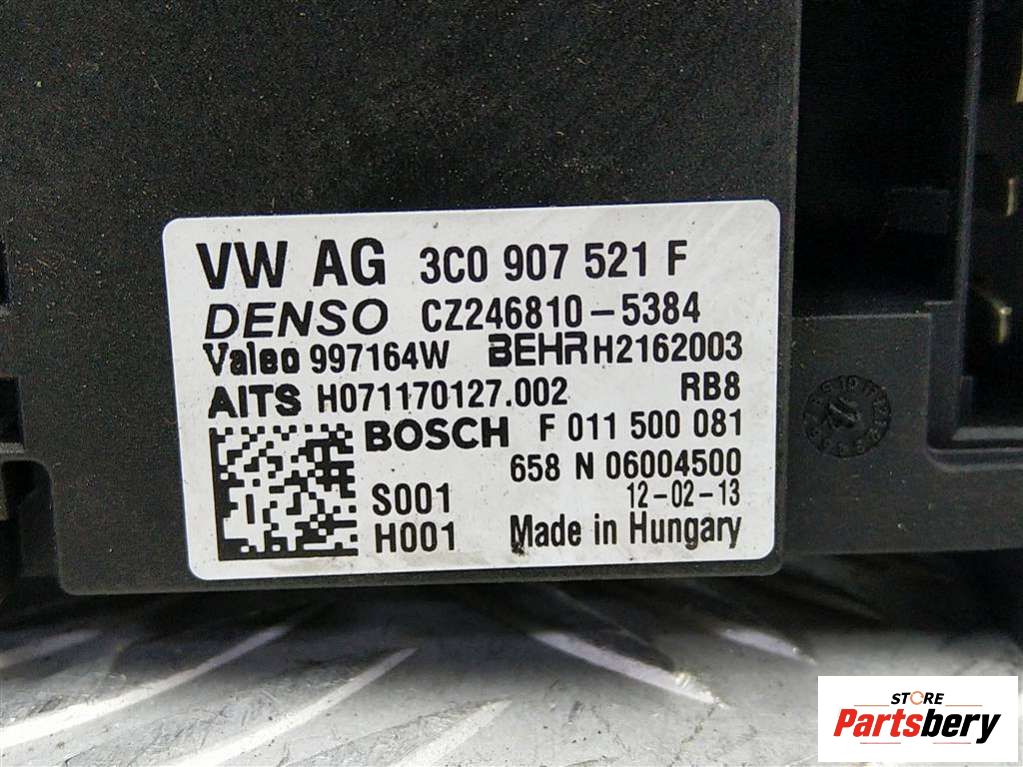 VW AG 3C0 907 521 F
DENSO CZ246810-5384
Valeo 997164W BEHR H2162003
AITS H071170127.002 RB8
BOSCH F 011 500 081
658 N 06004500
S001 12-02-13
H001 Made in Hungary
STORE
Partsbery